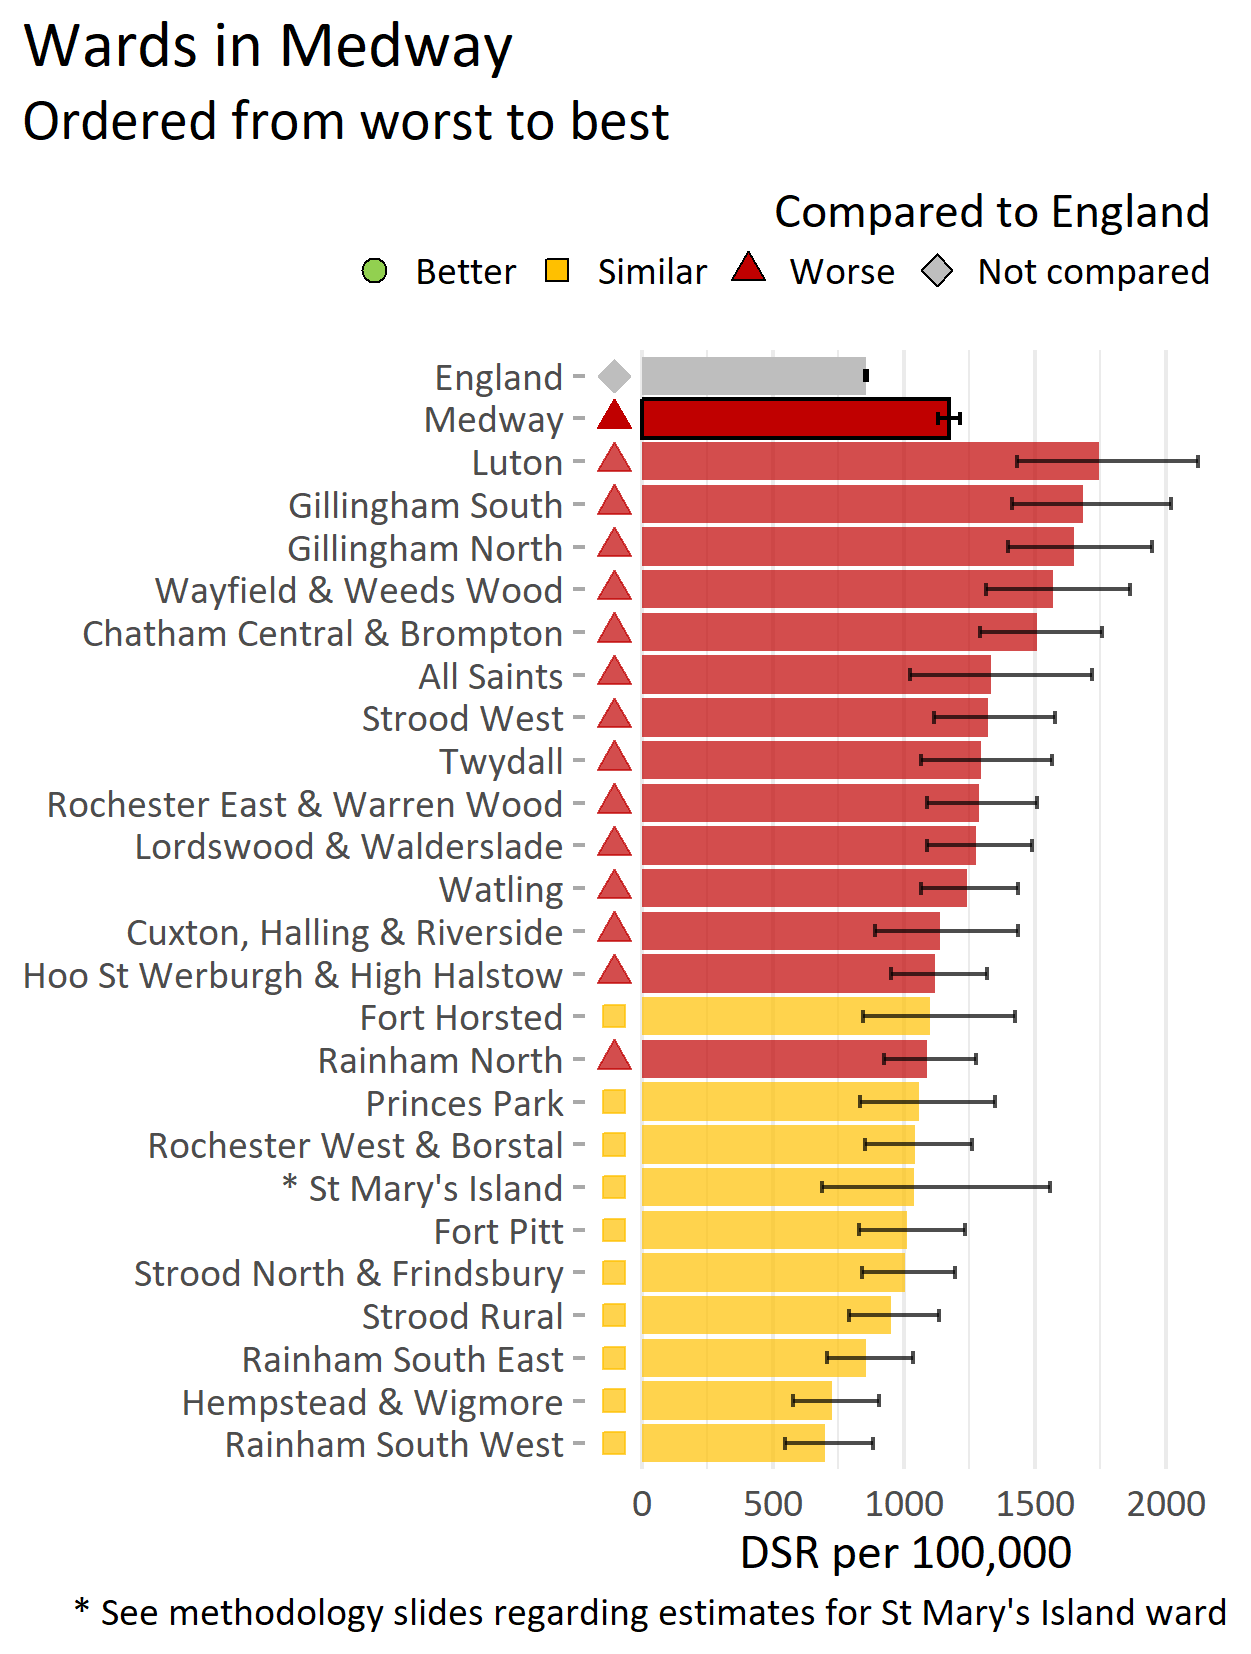 Wards in Medway
Ordered from worst to best
Compared to England
Better Similar Worse Not compared
England
Medway
Luton
Gillingham South
Gillingham North
Wayfield & Weeds Wood
Chatham Central & Brompton
All Saints
Strood West
Twydall
Rochester East & Warren Wood
Lordswood & Walderslade
Watling
Cuxton, Halling & Riverside
Hoo St Werburgh & High Halstow
Fort Horsted
Rainham North
Princes Park
Rochester West & Borstal
* St Mary's Island
Fort Pitt
Strood North & Frindsbury
Strood Rural
Rainham South East
Hempstead & Wigmore
Rainham South West
0 500 1000 1500 2000
DSR per 100,000
* See methodology slides regarding estimates for St Mary's Island ward